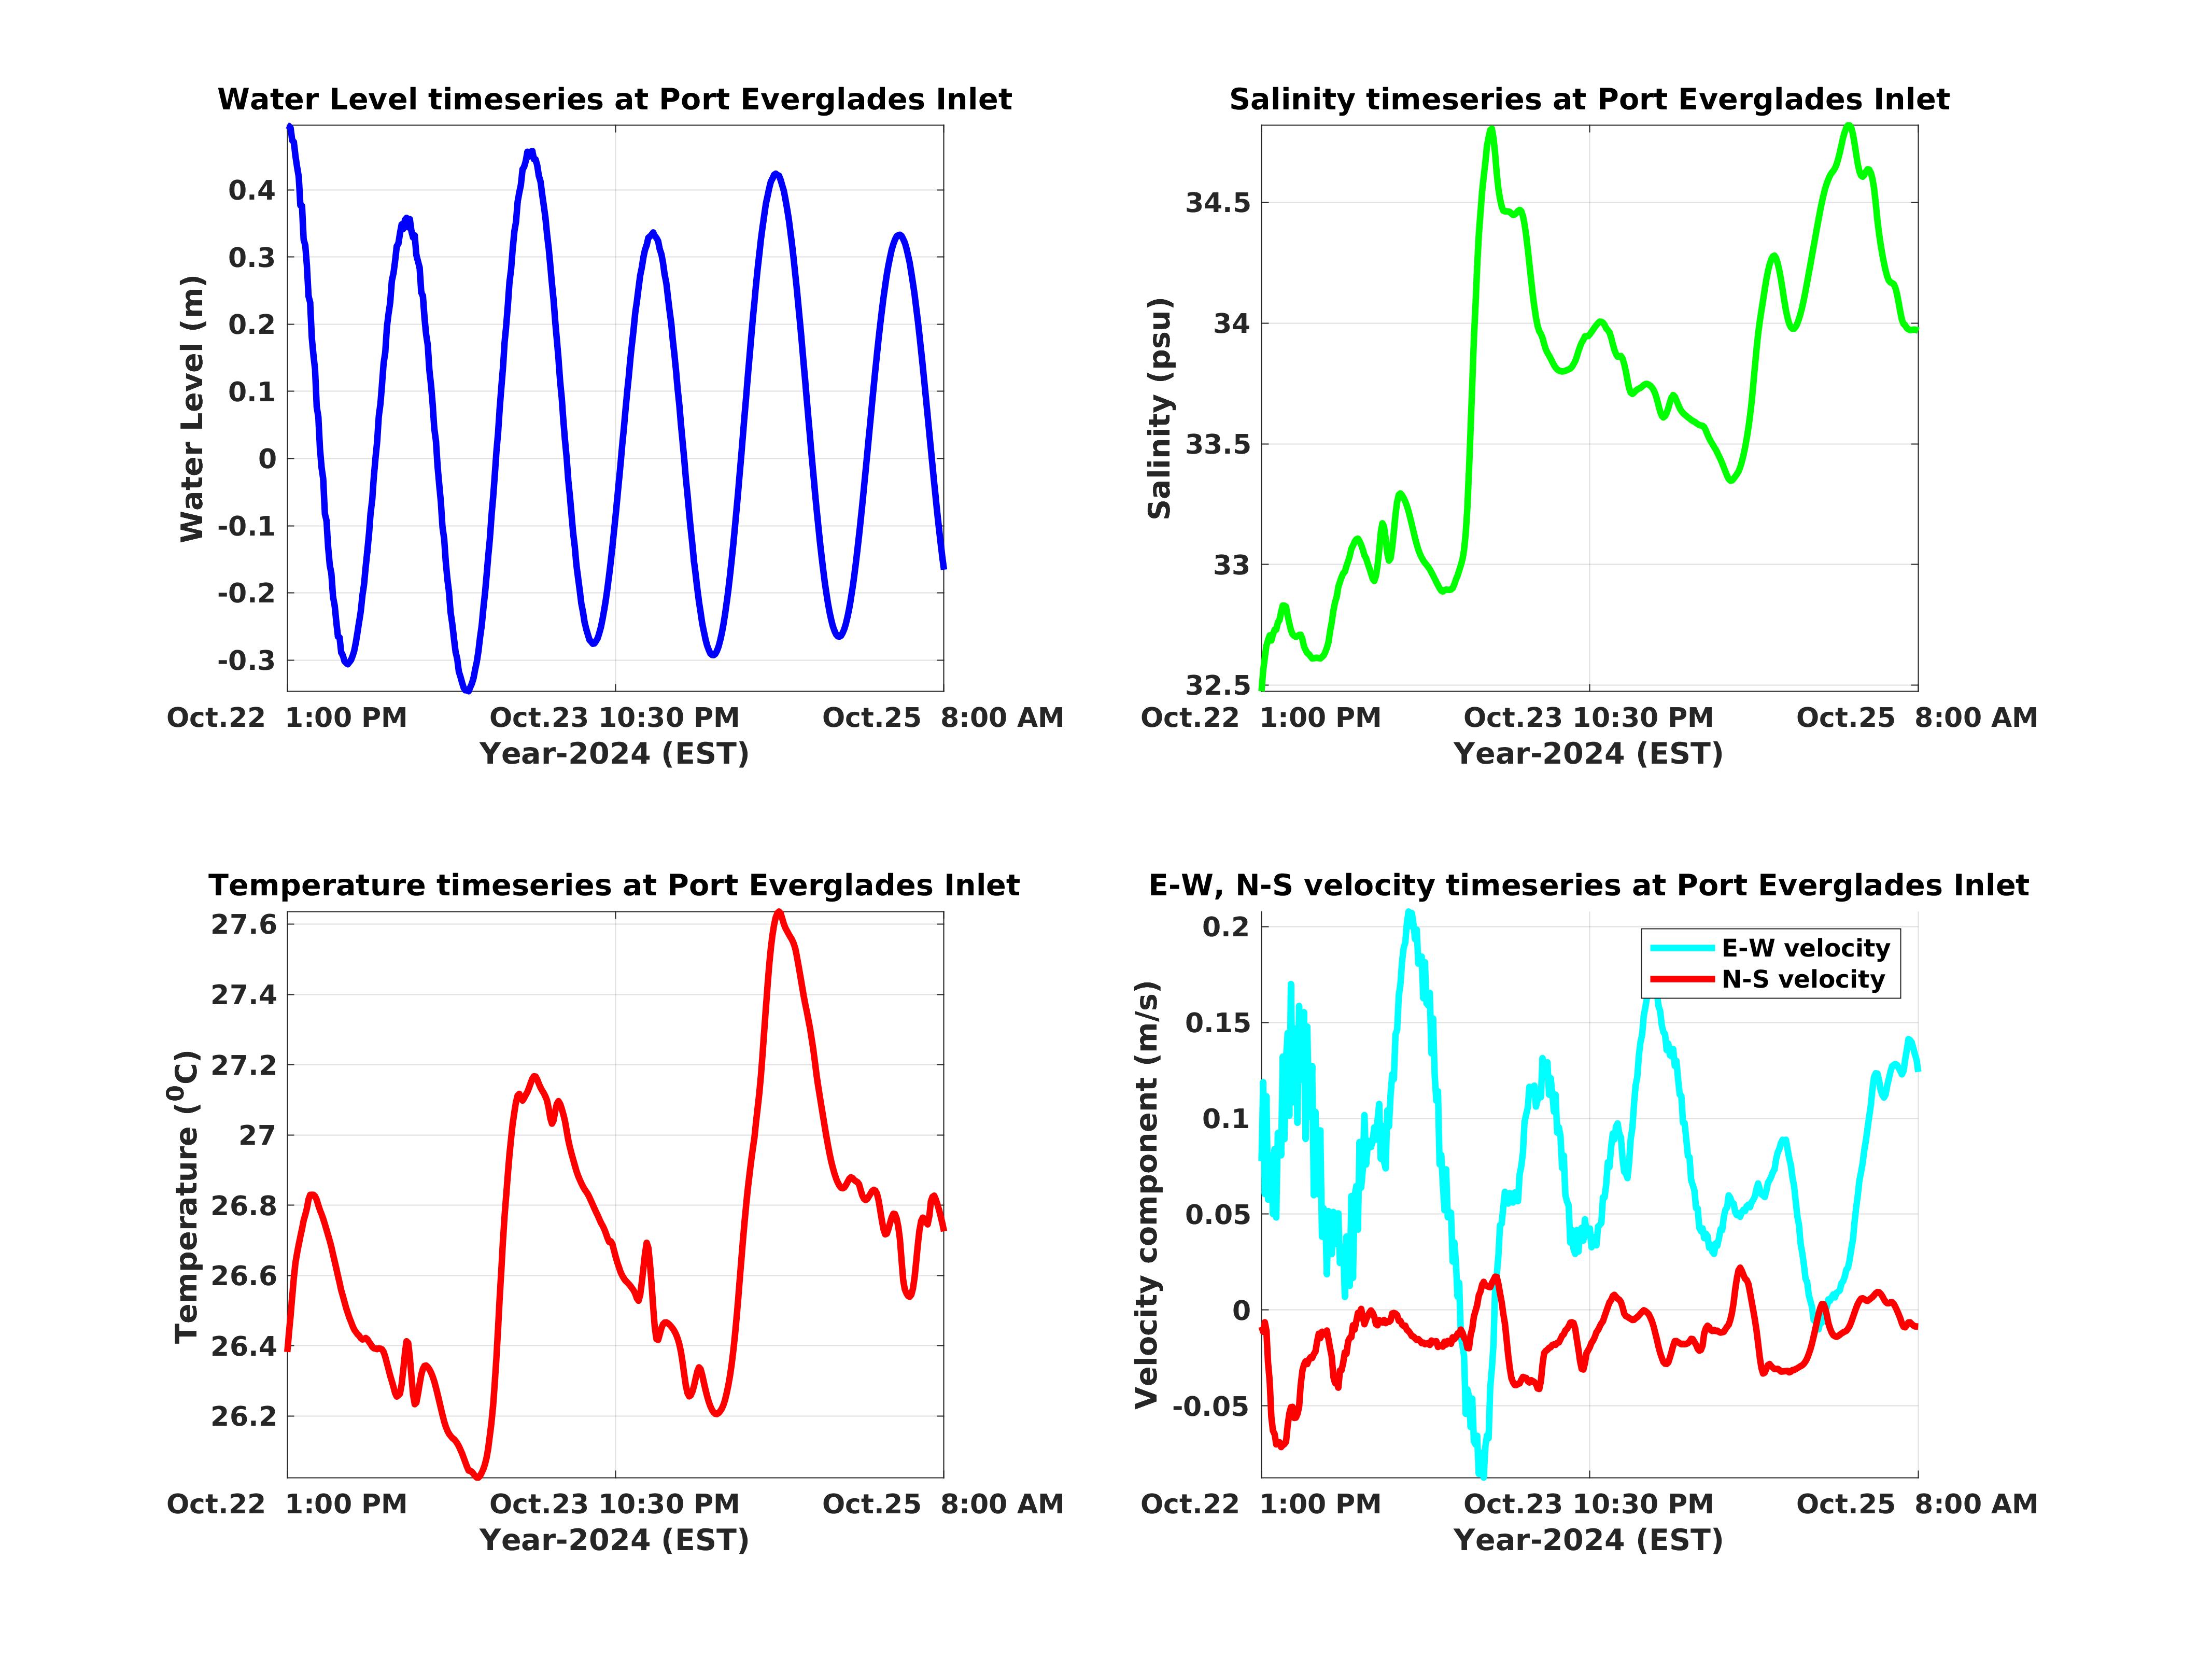 Water Level timeseries at Port Everglades Inlet
0.4
0.3
0.2
0.1
0
-0.1
-0.2
-0.3
Water Level (m)
Oct.22 1:00 PM
Oct.23 10:30 PM
Oct.25 8:00 AM
Year-2024 (EST)
Salinity timeseries at Port Everglades Inlet
34.5
34
33.5
33
32.5
Salinity (psu)
Oct.22 1:00 PM
Oct.23 10:30 PM
Oct.25 8:00 AM
Year-2024 (EST)
Temperature timeseries at Port Everglades Inlet
27.6
27.4
27.2
27
26.8
26.6
26.4
26.2
Temperature (⁰C)
Oct.22 1:00 PM
Oct.23 10:30 PM
Oct.25 8:00 AM
Year-2024 (EST)
E-W, N-S velocity timeseries at Port Everglades Inlet
0.2
0.15
0.1
0.05
0
-0.05
Velocity component (m/s)
E-W velocity
N-S velocity
Oct.22 1:00 PM
Oct.23 10:30 PM
Oct.25 8:00 AM
Year-2024 (EST)